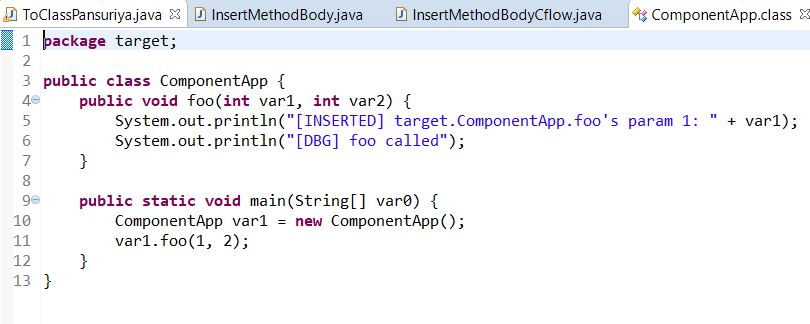 ToClassPansuriya.java InsertMethodBody.java InsertMethodBodyCflow.java ComponentApp.class
1 package target;
2
3 public class ComponentApp {
4 public void foo(int var1, int var2) {
5 System.out.println("[INSERTED] target.ComponentApp.foo's param 1: " + var1);
6 System.out.println("[DBG] foo called");
7 }
8
9 public static void main(String[] var0) {
10 ComponentApp var1 = new ComponentApp();
11 var1.foo(1, 2);
12 }
13 }